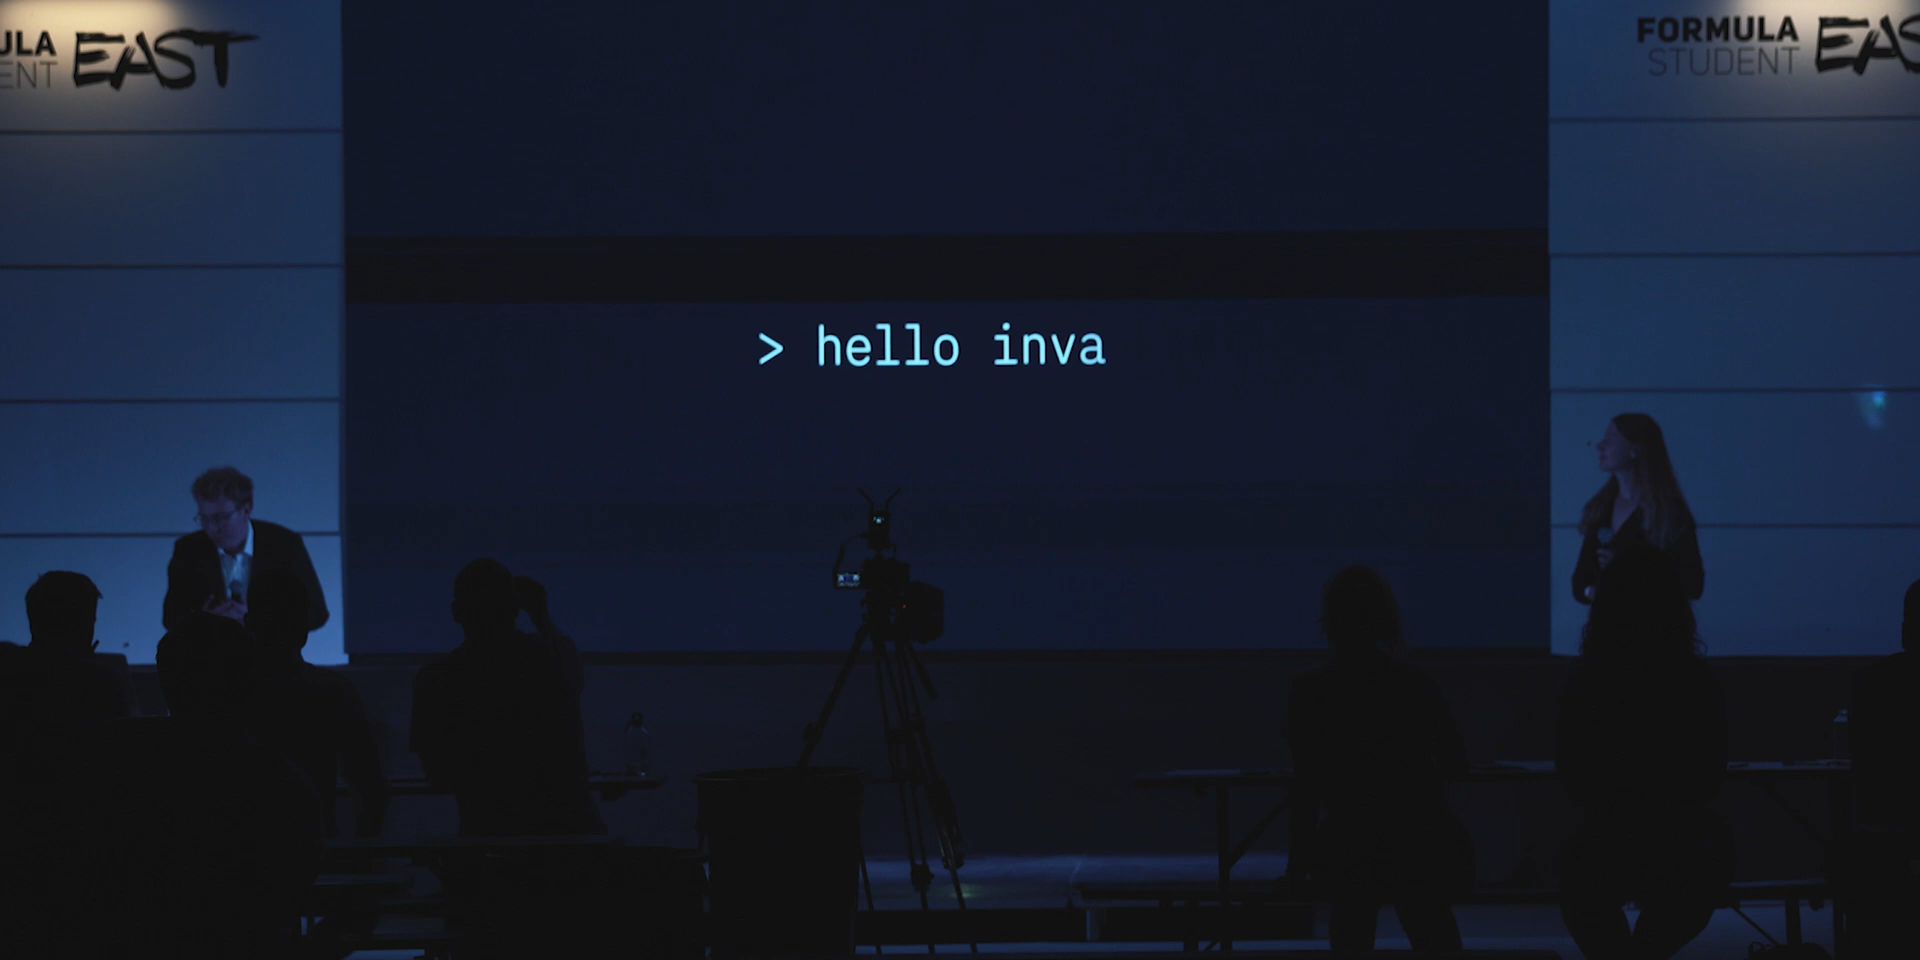 ULA
ENT EAST
FORMULA
STUDENT EAS
> hello inva